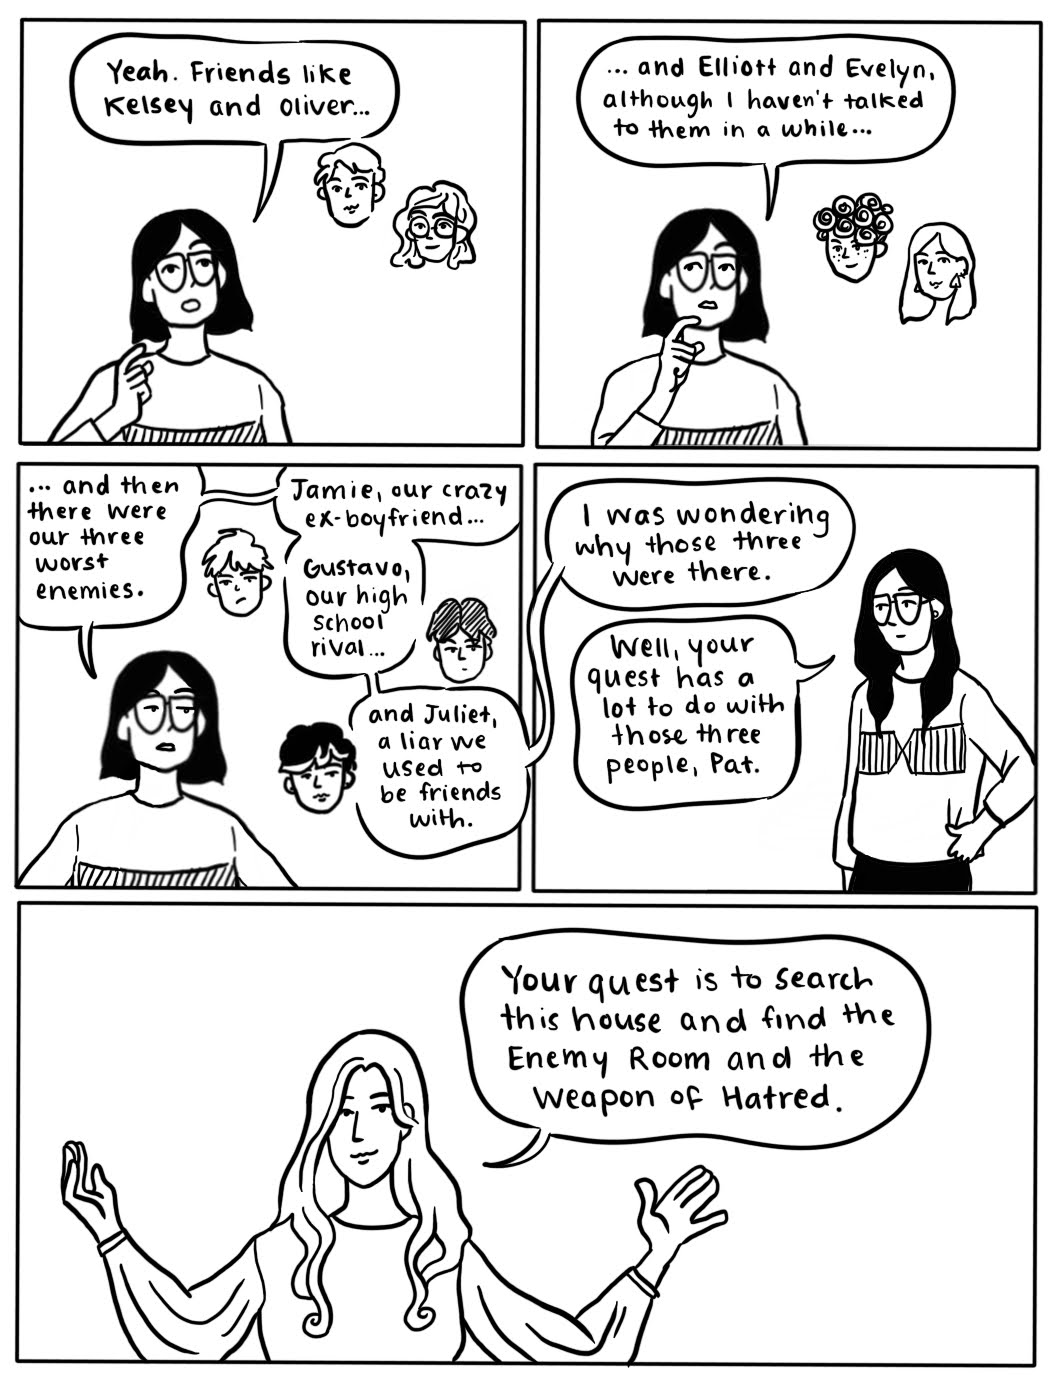 Yeah. Friends like
Kelsey and Oliver...
... and Elliott and Evelyn,
although I haven't talked
to them in a while...
... and then
there were
our three
worst
enemies.
Jamie, our crazy
ex-boyfriend...
Gustavo,
our high
school
rival...
and Juliet,
a liar we
used to
be friends
with.
I was wondering
why those three
were there.
Well, your
quest has a
lot to do with
those three
people, Pat.
Your quest is to search
this house and find the
Enemy Room and the
Weapon of Hatred.